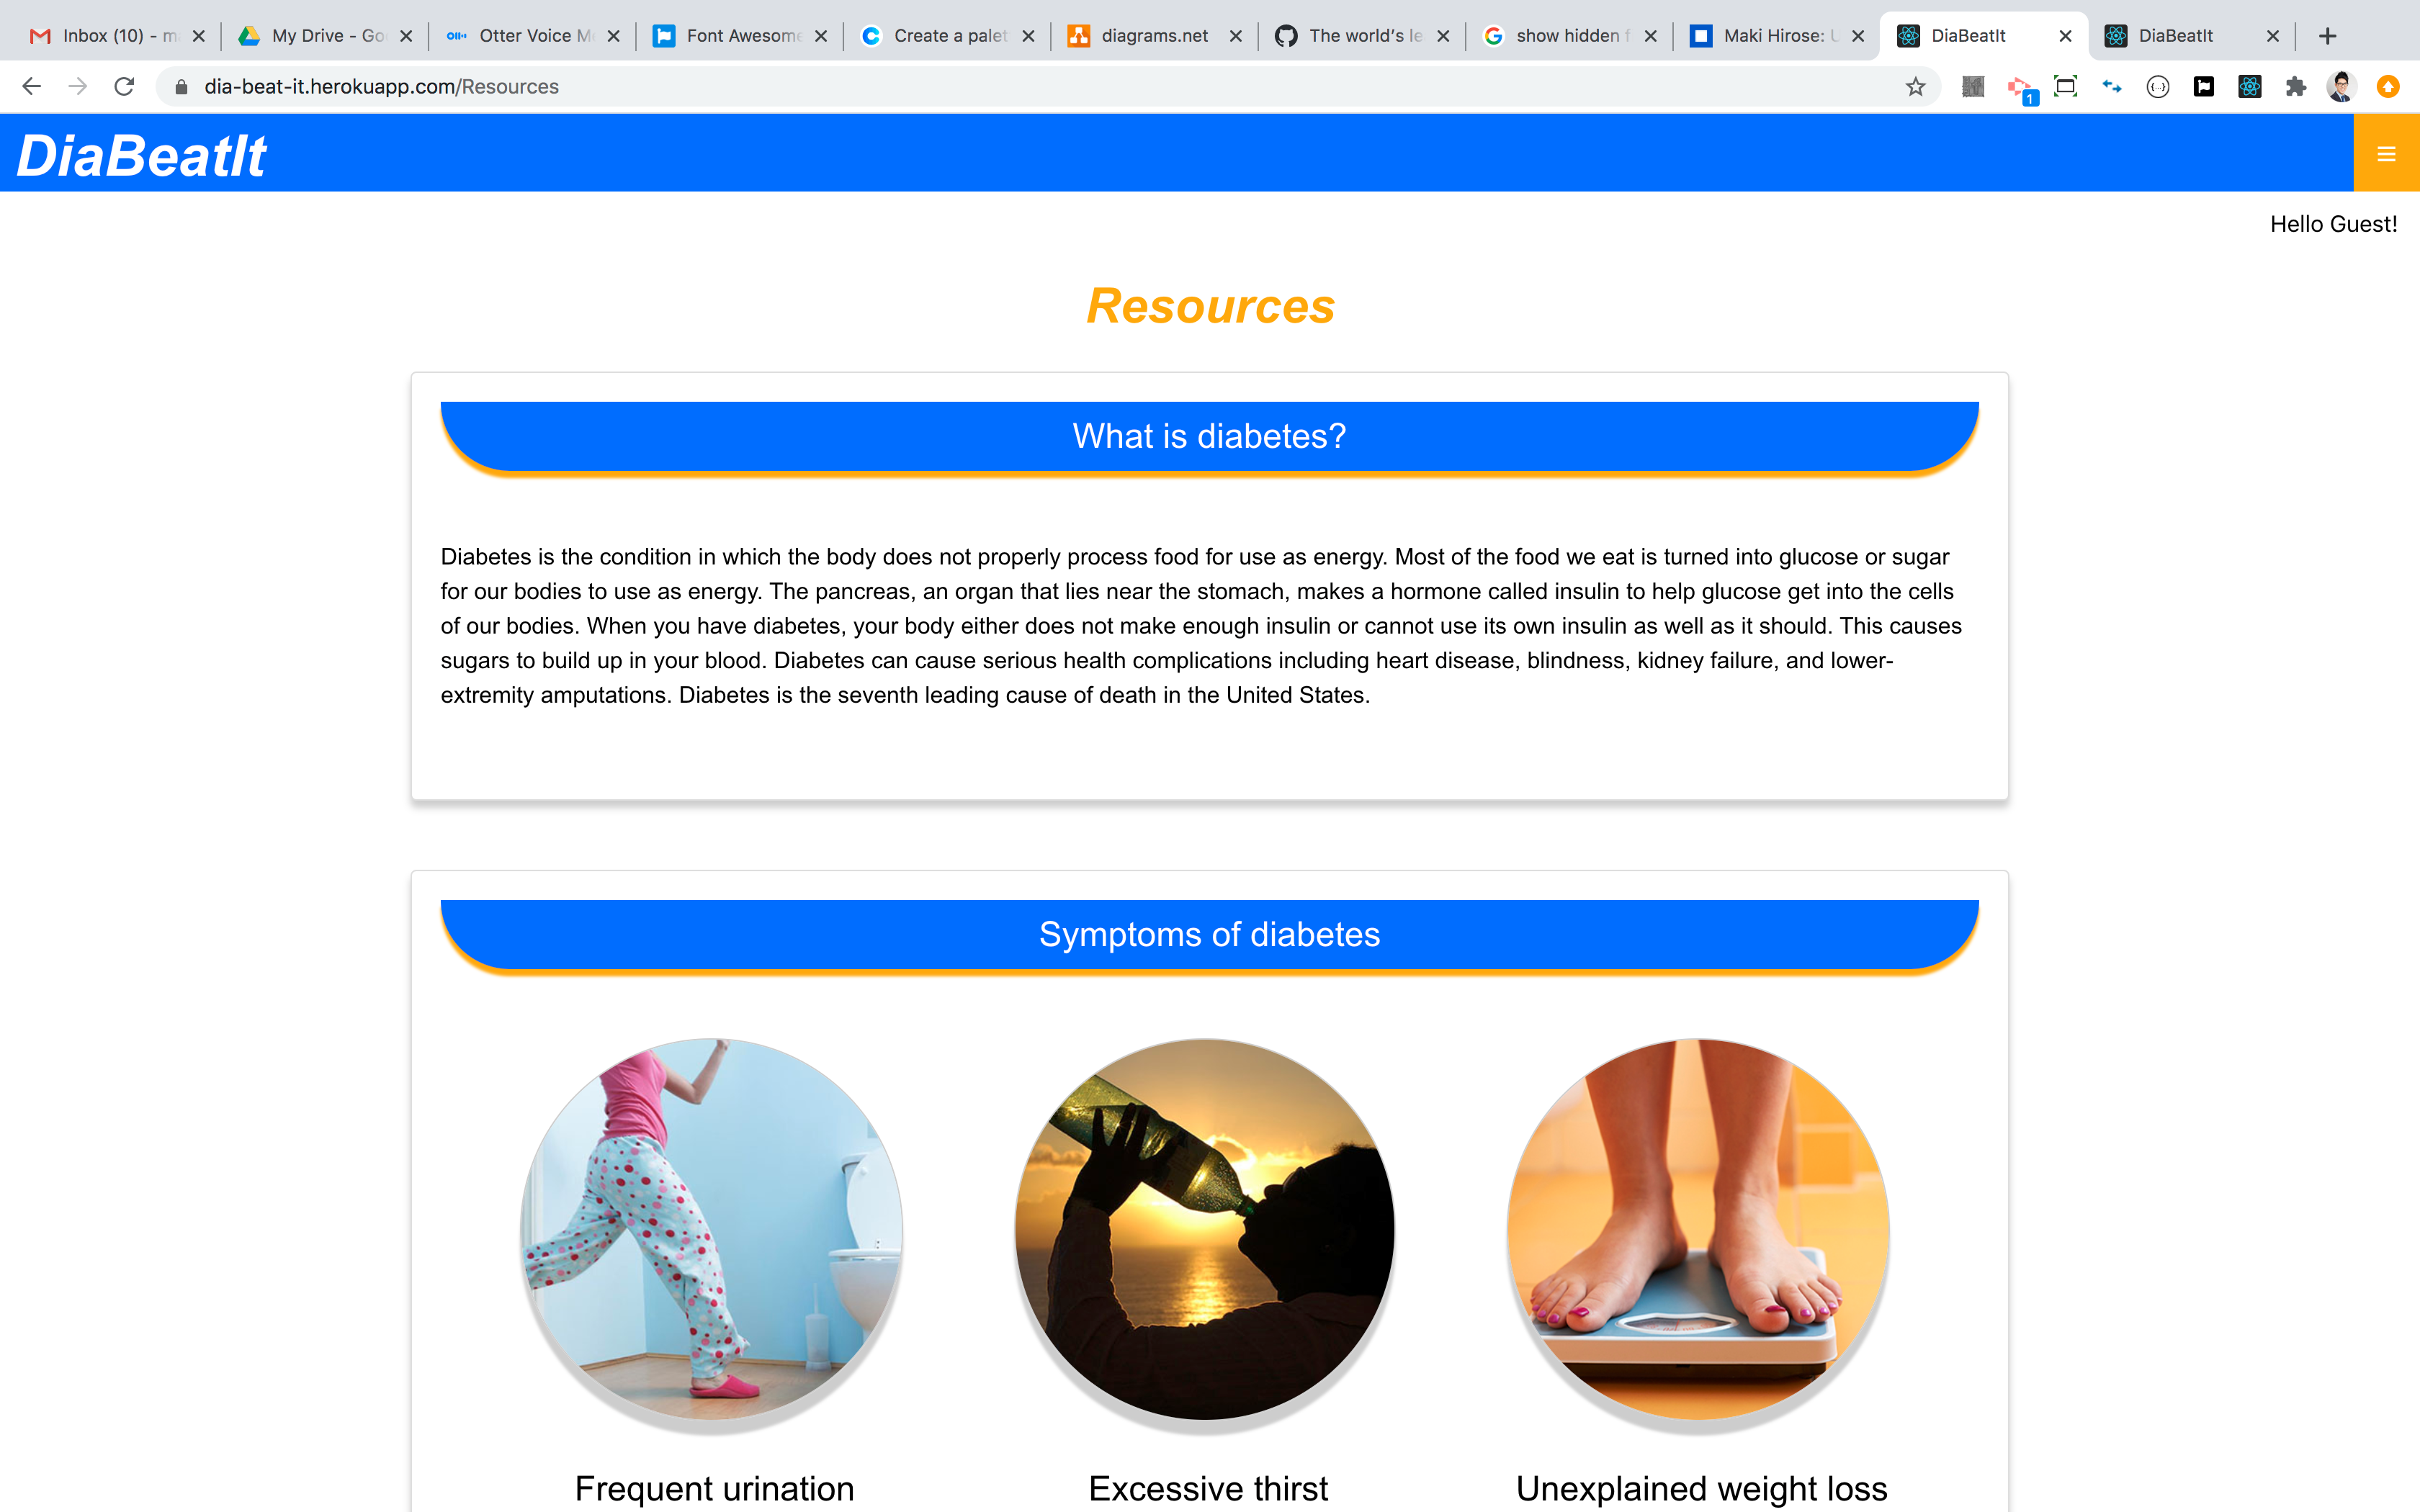 Inbox (10) - m
My Drive - Go
Otter Voice M
Font Awesome
Create a palet
diagrams.net
The world's le
show hidden f
Maki Hirose: U
DiaBeatIt
DiaBeatIt
dia-beat-it.herokuapp.com/Resources
1
DiaBeatIt
Hello Guest!
Resources
What is diabetes?
Diabetes is the condition in which the body does not properly process food for use as energy. Most of the food we eat is turned into glucose or sugar
for our bodies to use as energy. The pancreas, an organ that lies near the stomach, makes a hormone called insulin to help glucose get into the cells
of our bodies. When you have diabetes, your body either does not make enough insulin or cannot use its own insulin as well as it should. This causes
sugars to build up in your blood. Diabetes can cause serious health complications including heart disease, blindness, kidney failure, and lower-
extremity amputations. Diabetes is the seventh leading cause of death in the United States.
Symptoms of diabetes
Frequent urination
Excessive thirst
Unexplained weight loss